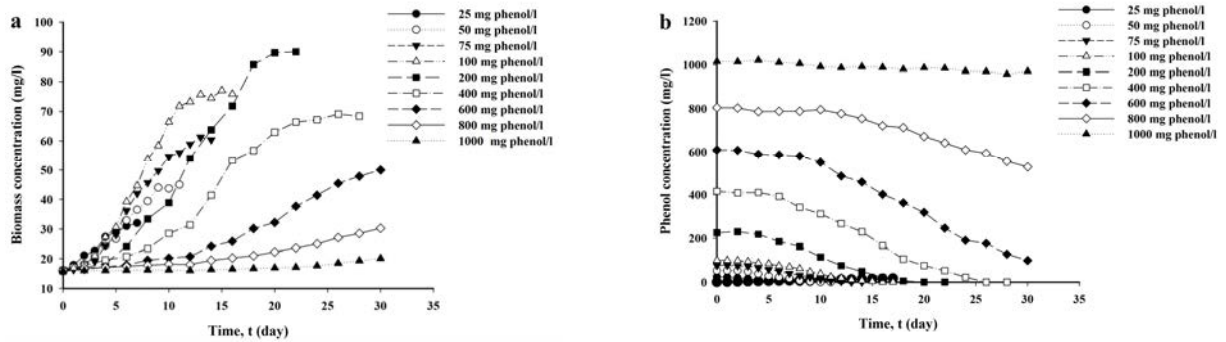 a
Biomass concentration (mg/l)
100
90
80
70
60
50
40
30
20
10
0 5 10 15 20 25 30 35
Time, t (day)
25 mg phenol/l
50 mg phenol/l
75 mg phenol/l
100 mg phenol/l
200 mg phenol/l
400 mg phenol/l
600 mg phenol/l
800 mg phenol/l
1000 mg phenol/l
b
Phenol concentration (mg/l)
1200
1000
800
600
400
200
0
0 5 10 15 20 25 30 35
Time, t (day)
25 mg phenol/l
50 mg phenol/l
75 mg phenol/l
100 mg phenol/l
200 mg phenol/l
400 mg phenol/l
600 mg phenol/l
800 mg phenol/l
1000 mg phenol/l